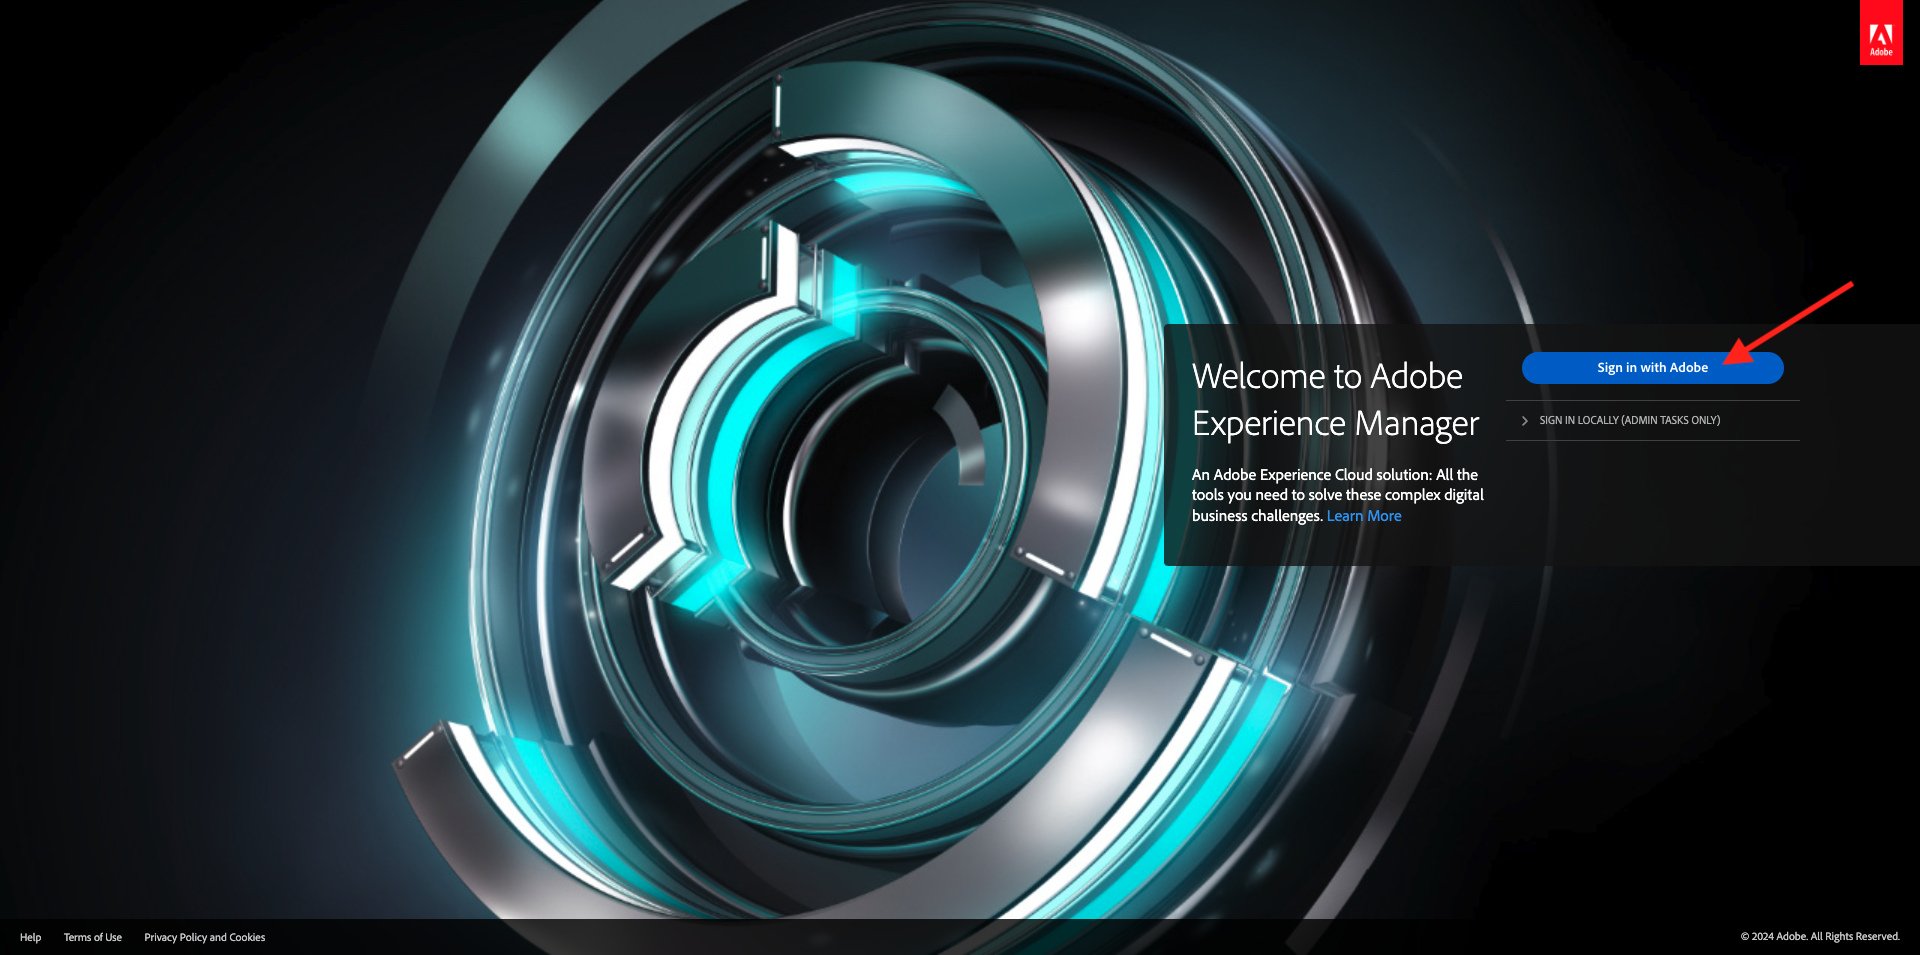 Adobe
Welcome to Adobe
Experience Manager
An Adobe Experience Cloud solution: All the
tools you need to solve these complex digital
business challenges. Learn More
Sign in with Adobe
SIGN IN LOCALLY (ADMIN TASKS ONLY)
Help Terms of Use Privacy Policy and Cookies
© 2024 Adobe. All Rights Reserved.